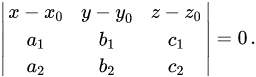 | x − x₀  y − y₀  z − z₀ |
| a₁  b₁  c₁ | = 0 .
| a₂  b₂  c₂ |